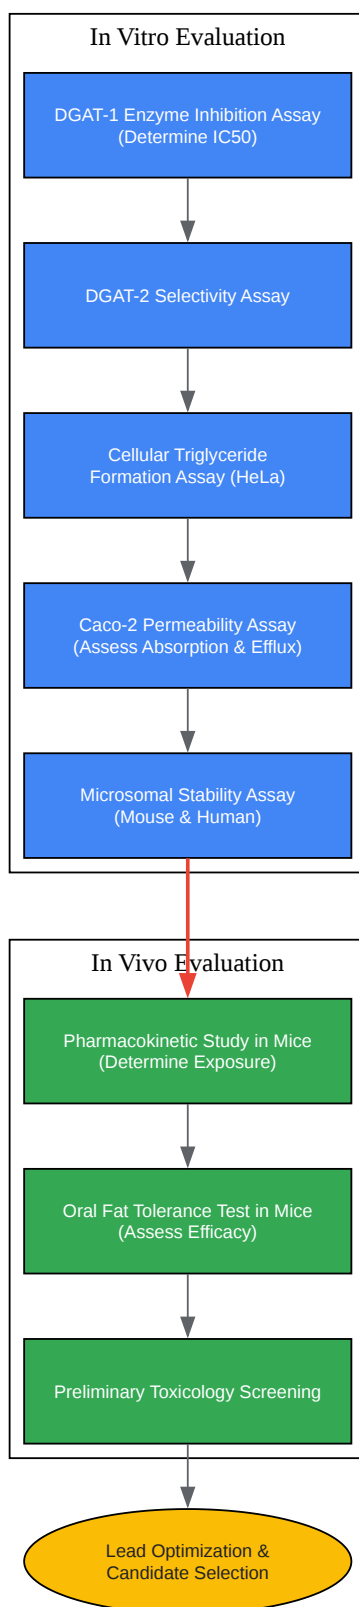 In Vitro Evaluation
DGAT-1 Enzyme Inhibition Assay
(Determine IC50)
DGAT-2 Selectivity Assay
Cellular Triglyceride
Formation Assay (HeLa)
Caco-2 Permeability Assay
(Assess Absorption & Efflux)
Microsomal Stability Assay
(Mouse & Human)
In Vivo Evaluation
Pharmacokinetic Study in Mice
(Determine Exposure)
Oral Fat Tolerance Test in Mice
(Assess Efficacy)
Preliminary Toxicology Screening
Lead Optimization &
Candidate Selection